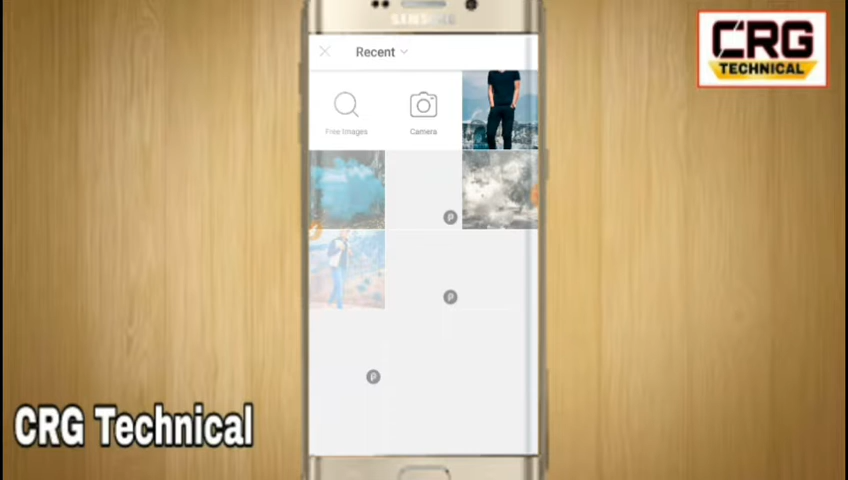 SAMSUNG
Recent
CRG
TECHNICAL
Free Images
Camera
CRG Technical